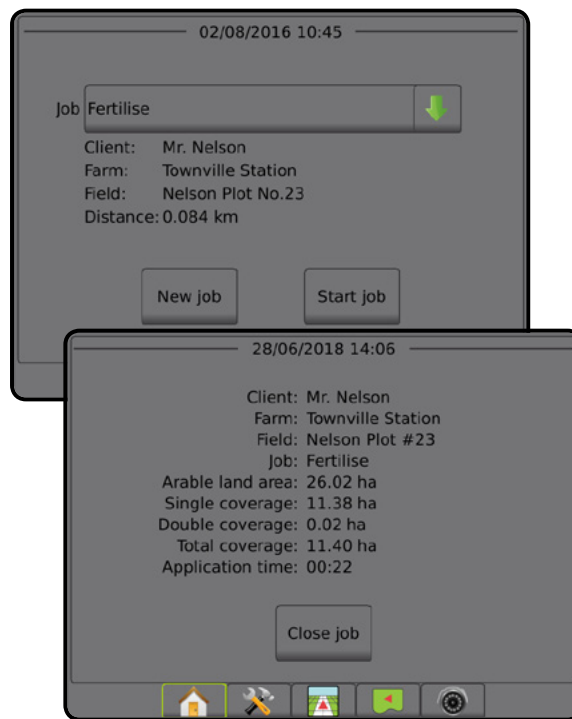 02/08/2016 10:45
Job Fertilise
Client: Mr. Nelson
Farm: Townville Station
Field: Nelson Plot No.23
Distance: 0.084 km
New job Start job
28/06/2018 14:06
Client: Mr. Nelson
Farm: Townville Station
Field: Nelson Plot #23
Job: Fertilise
Arable land area: 26.02 ha
Single coverage: 11.38 ha
Double coverage: 0.02 ha
Total coverage: 11.40 ha
Application time: 00:22
Close job